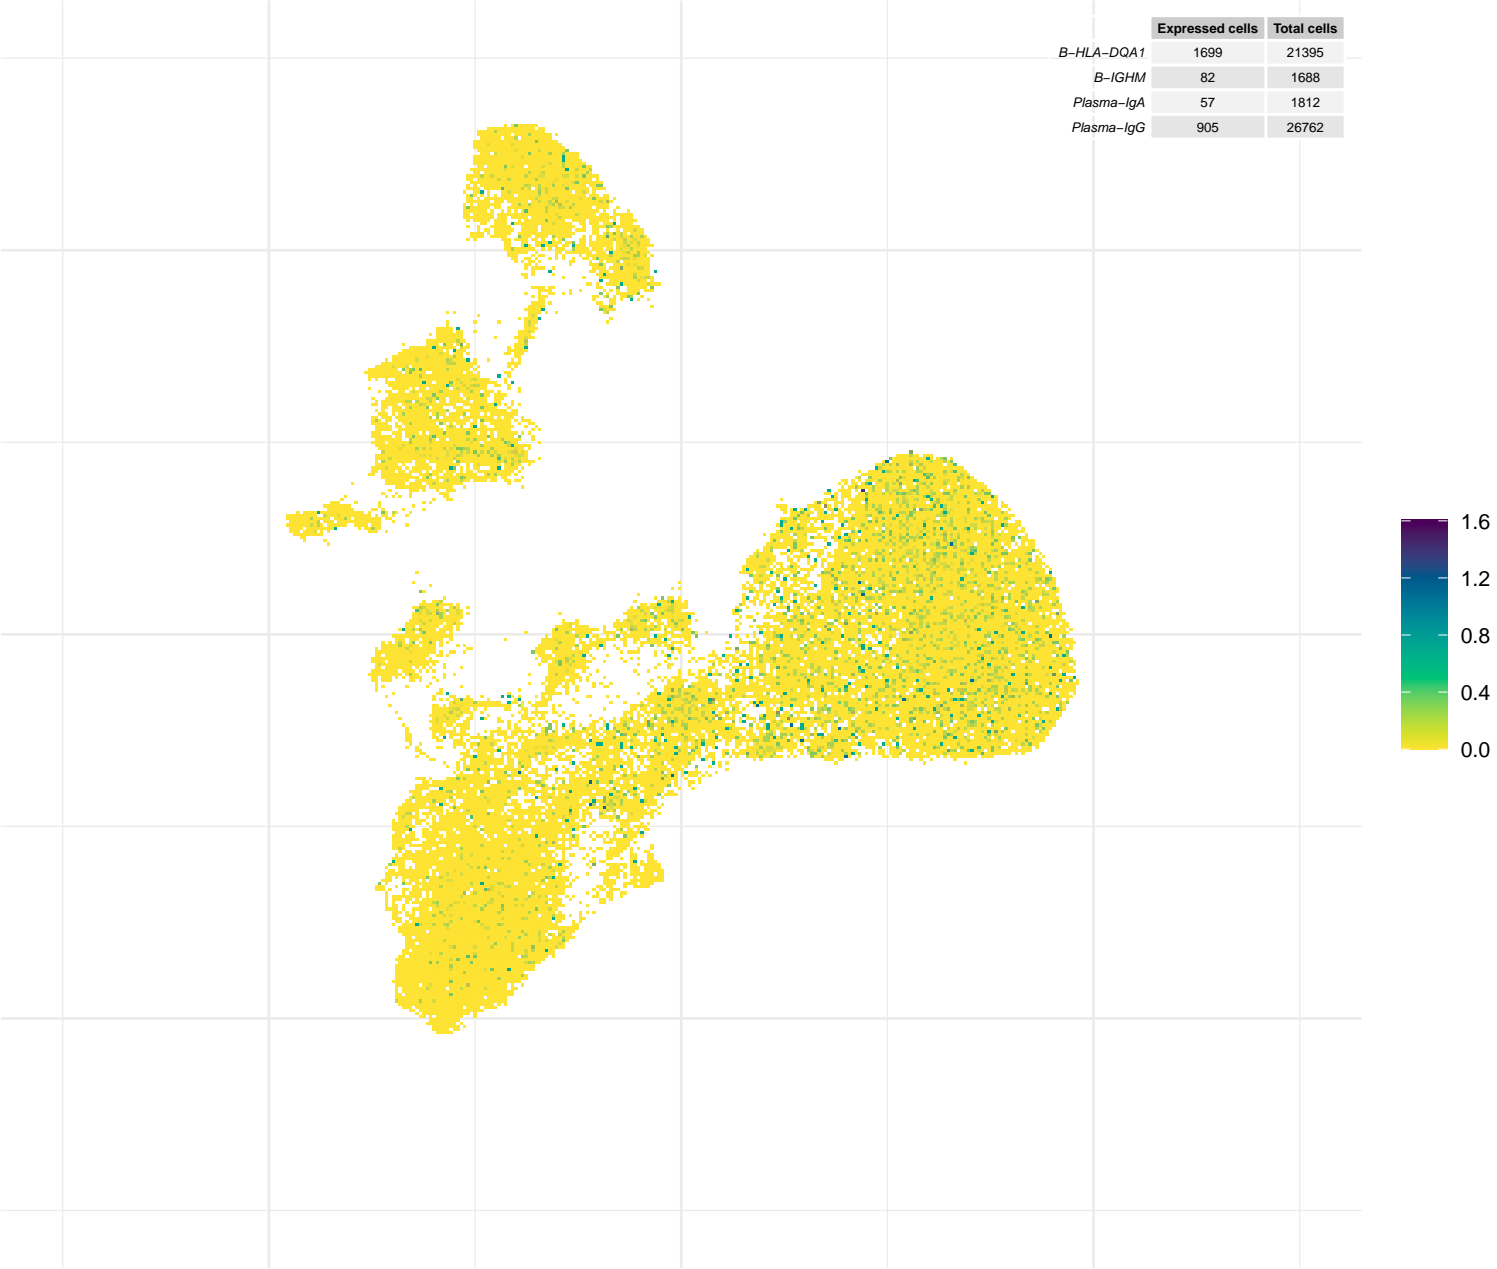 Expressed cells Total cells
B−HLA−DQA1 1699 21395
B−IGHM 82 1688
Plasma−IgA 57 1812
Plasma−IgG 905 26762
1.6
1.2
0.8
0.4
0.0